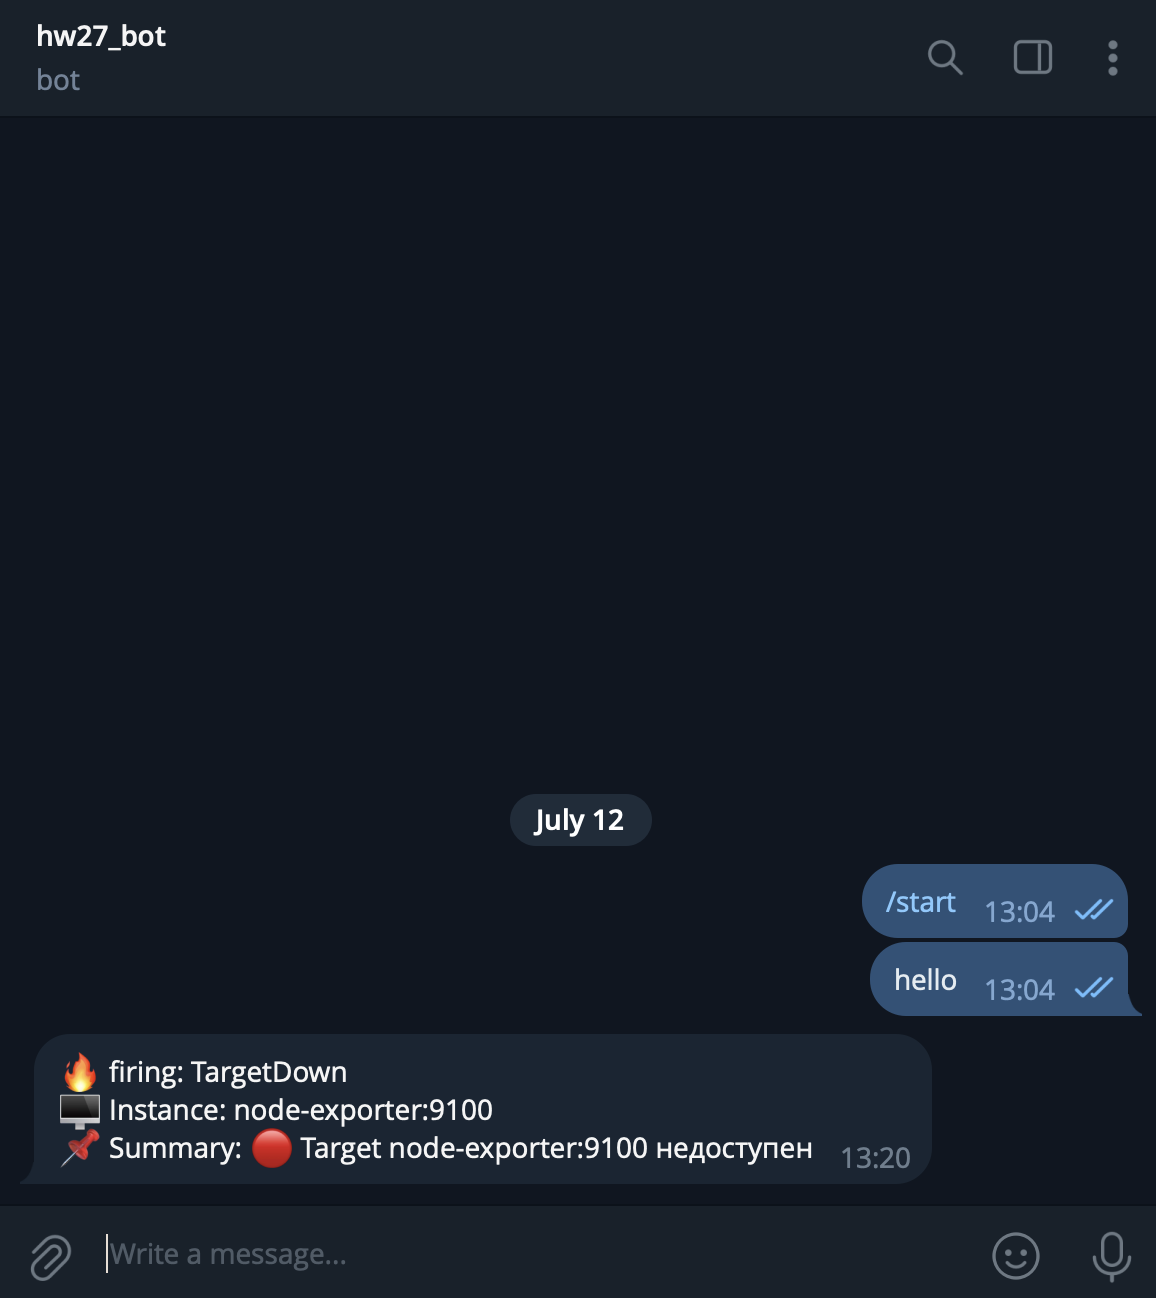 hw27_bot
bot
July 12
/start 13:04
hello 13:04
🔥 firing: TargetDown
🖥 Instance: node-exporter:9100
📌 Summary: 🔴 Target node-exporter:9100 недоступен 13:20
Write a message...